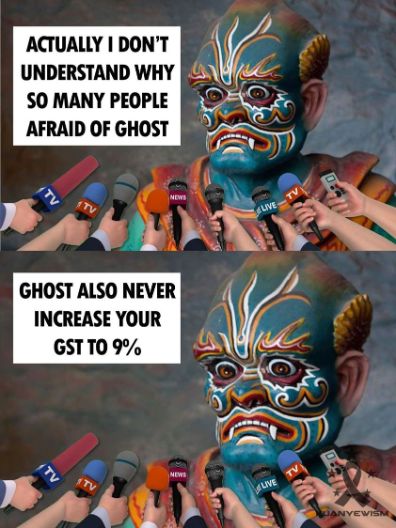 ACTUALLY I DON'T
UNDERSTAND WHY
SO MANY PEOPLE
AFRAID OF GHOST
TV
TV
NEWS
LIVE
TV
GHOST ALSO NEVER
INCREASE YOUR
GST TO 9%
TV
TV
NEWS
LIVE
TV
KUANYEWISM